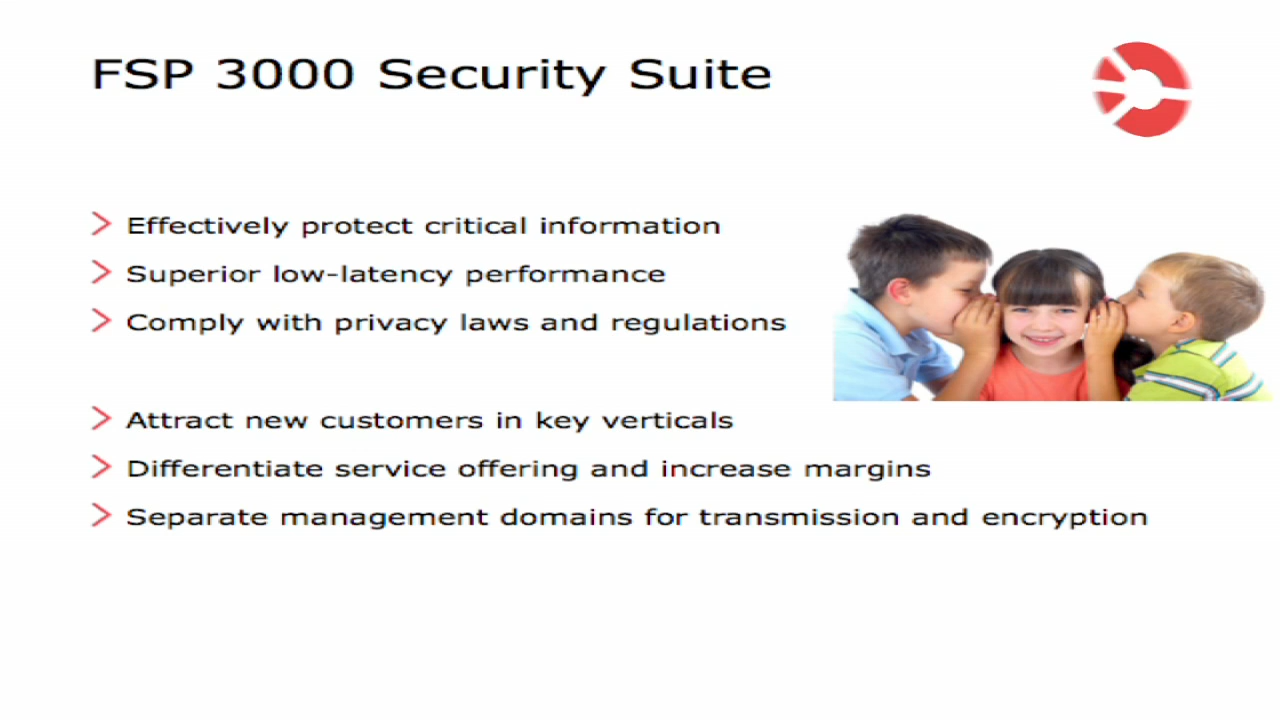 FSP 3000 Security Suite
Effectively protect critical information
Superior low-latency performance
Comply with privacy laws and regulations
Attract new customers in key verticals
Differentiate service offering and increase margins
Separate management domains for transmission and encryption